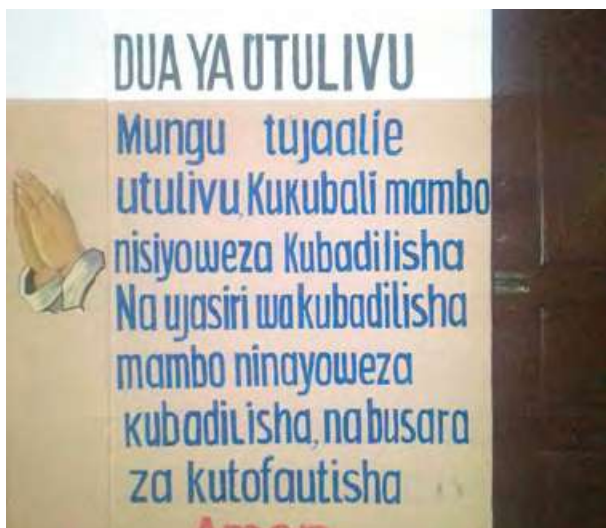 DUA YA UTULIVU
Mungu tujaalie
utulivu, Kukubali mambo
nisiyoweza Kubadilisha
Na ujasiri wakubadilisha
mambo ninayoweza
kubadilisha, na busara
za kutofautisha
Amen